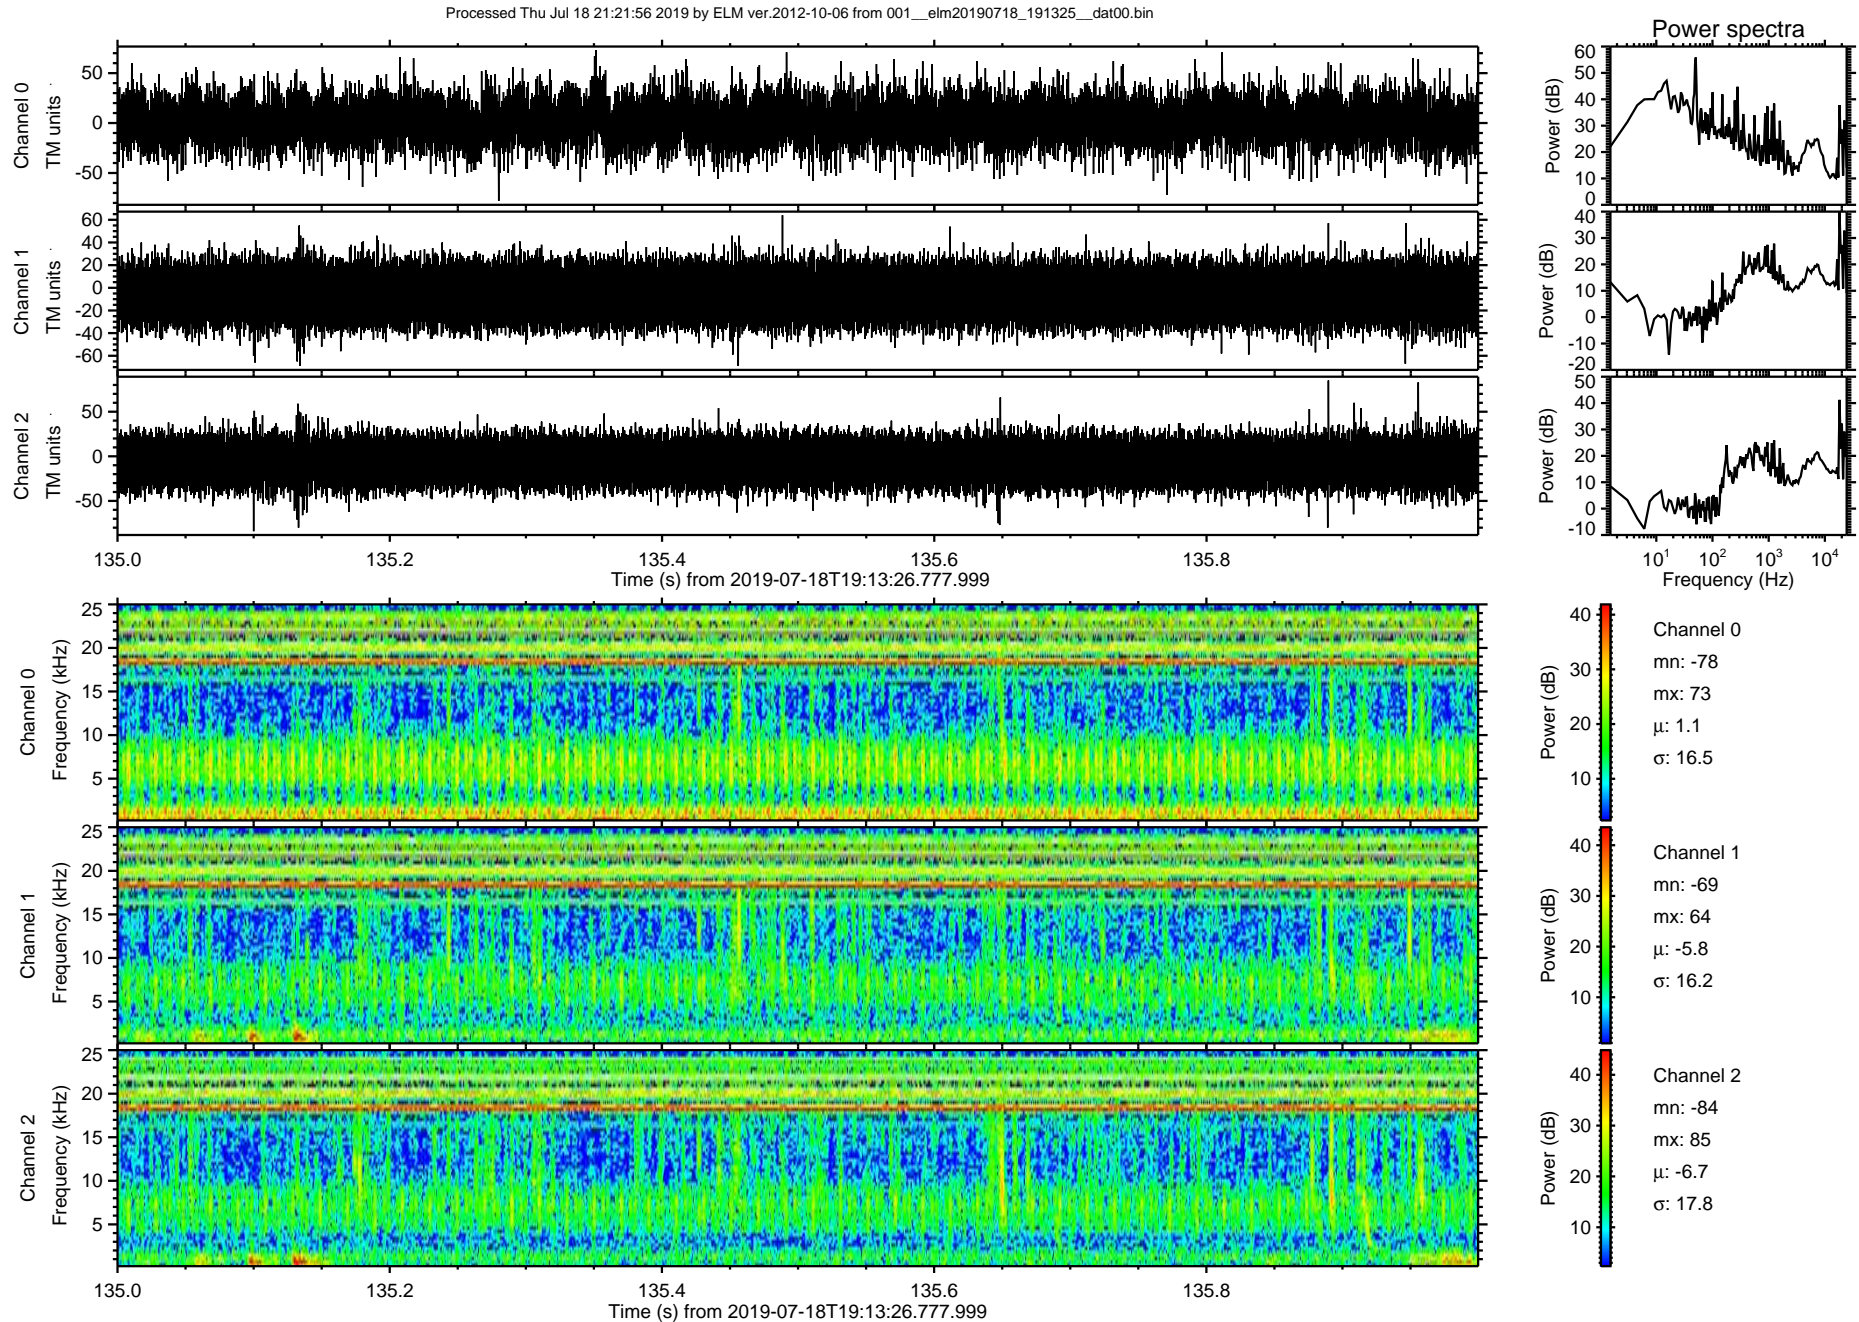 Processed Thu Jul 18 21:21:56 2019 by ELM ver.2012-10-06 from 001__elm20190718_191325__dat00.bin
Power spectra
Channel 0
TM units
50
0
-50
Power (dB)
60
50
40
30
20
10
0
Channel 1
TM units
60
40
20
0
-20
-40
-60
Power (dB)
40
30
20
10
0
-10
-20
Channel 2
TM units
50
0
-50
Power (dB)
50
40
30
20
10
0
-10
135.0 135.2 135.4 135.6 135.8
Time (s) from 2019-07-18T19:13:26.777.999
10¹ 10² 10³ 10⁴
Frequency (Hz)
Channel 0
Frequency (kHz)
25
20
15
10
5
Power (dB)
40
30
20
10
Channel 0
mn: -78
mx: 73
μ: 1.1
σ: 16.5
Channel 1
Frequency (kHz)
25
20
15
10
5
Power (dB)
40
30
20
10
Channel 1
mn: -69
mx: 64
μ: -5.8
σ: 16.2
Channel 2
Frequency (kHz)
25
20
15
10
5
Power (dB)
40
30
20
10
Channel 2
mn: -84
mx: 85
μ: -6.7
σ: 17.8
135.0 135.2 135.4 135.6 135.8
Time (s) from 2019-07-18T19:13:26.777.999